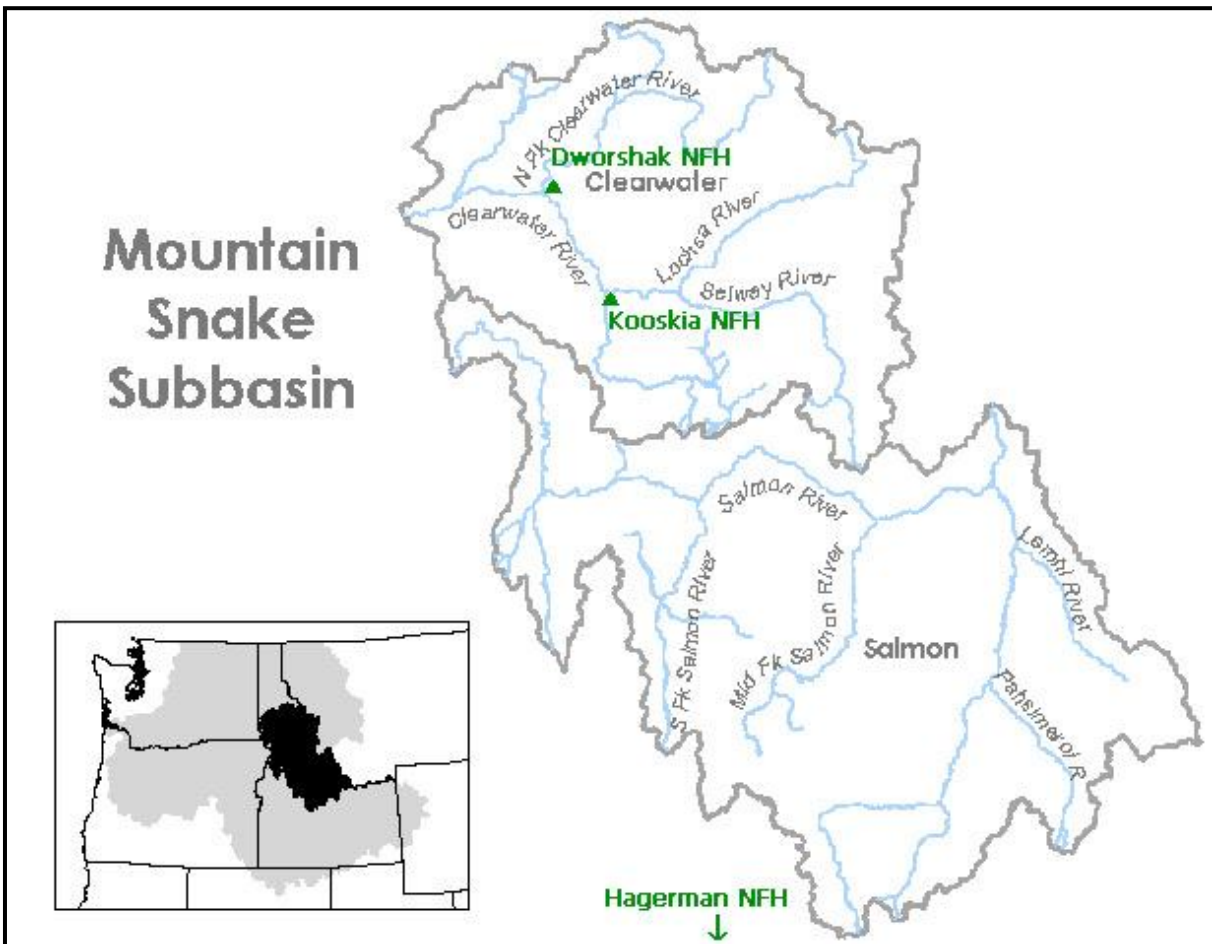 N Fk Clearwater River
Dworshak NFH
Clearwater
Clearwater River
Lochsa River
Selway River
Kooskia NFH
Mountain
Snake
Subbasin
Salmon River
Lemhi River
S Fk Salmon River
Mid Fk Salmon River
Salmon
Pahsimeroi R
Hagerman NFH